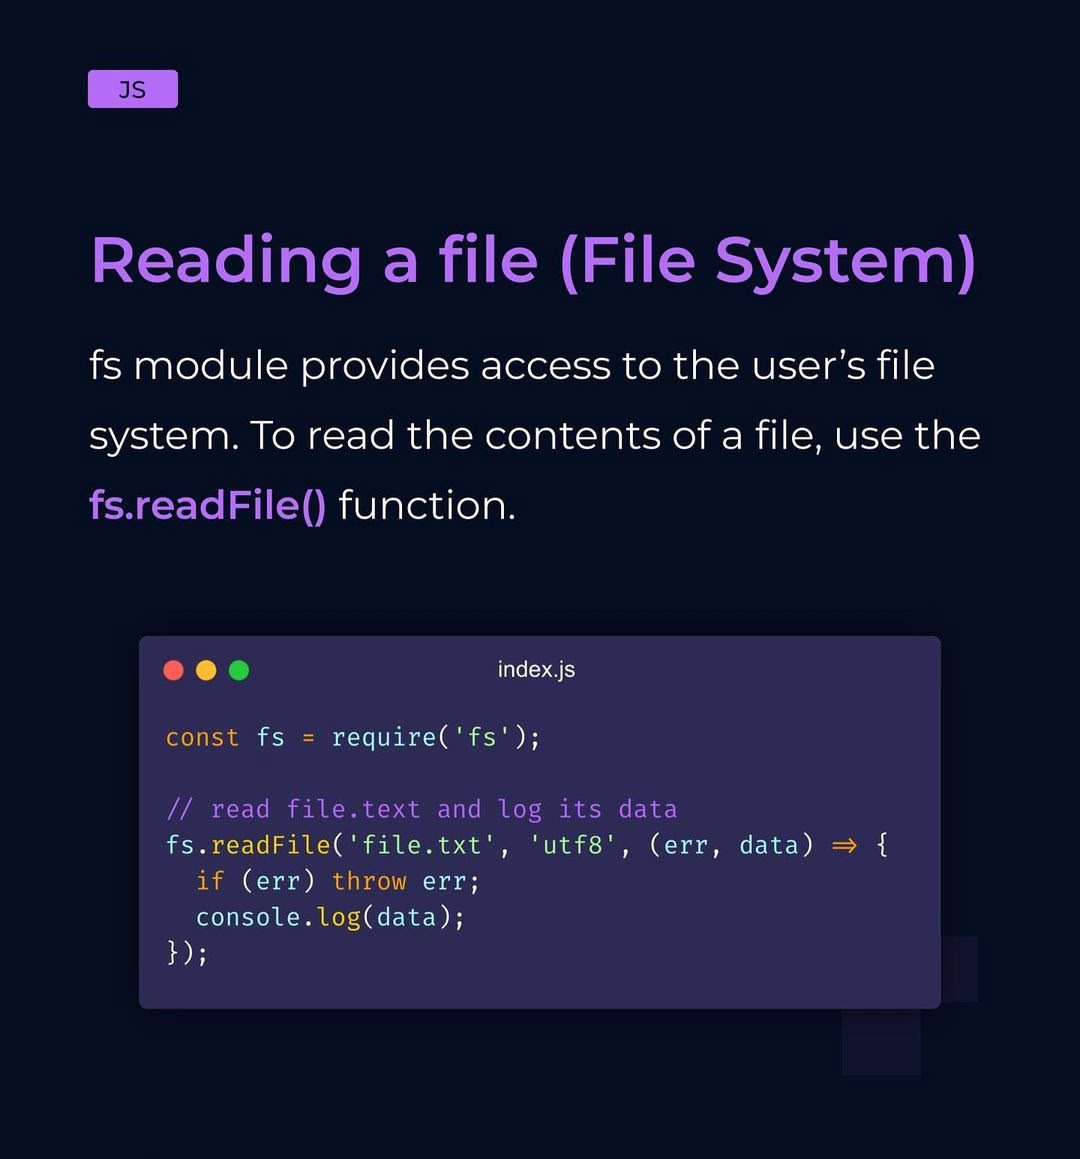 JS
Reading a file (File System)
fs module provides access to the user’s file
system. To read the contents of a file, use the
fs.readFile() function.
index.js
const fs = require('fs');
// read file.text and log its data
fs.readFile('file.txt', 'utf8', (err, data) => {
  if (err) throw err;
  console.log(data);
});